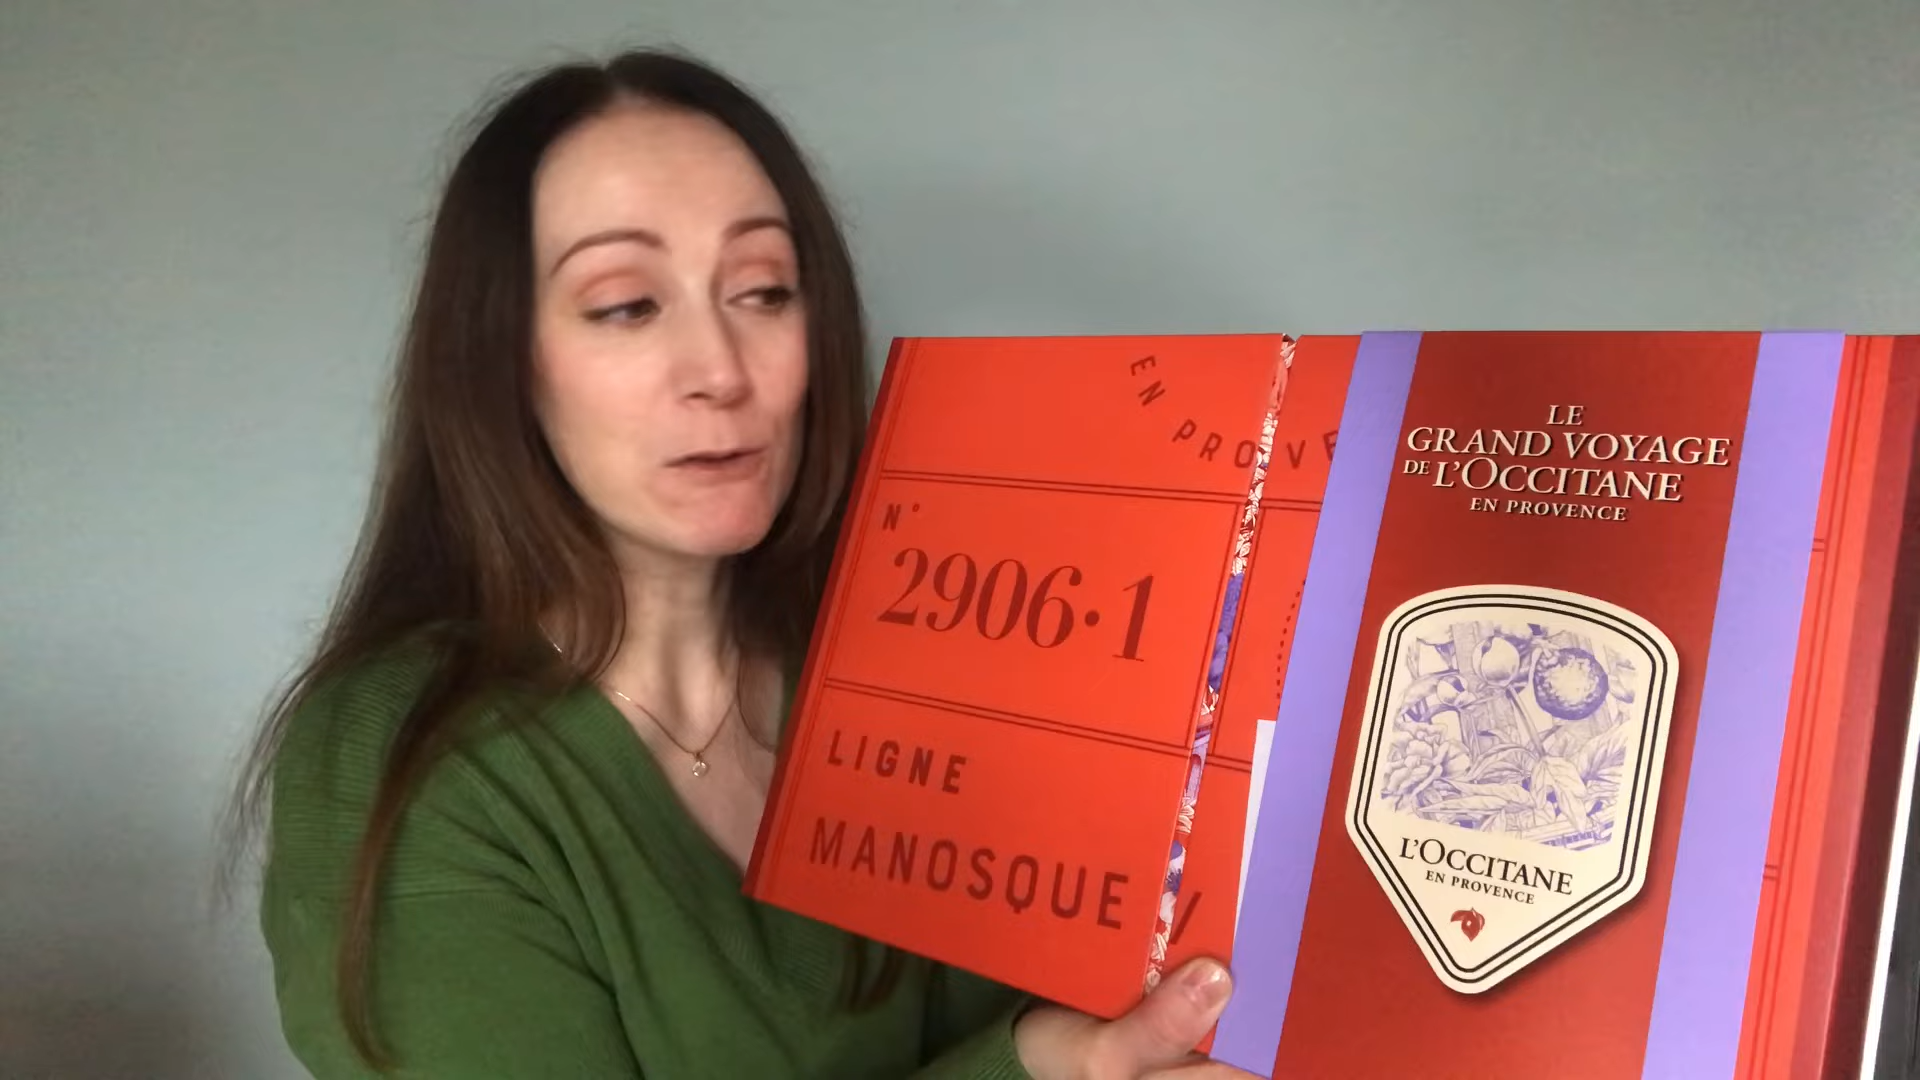 EN PROVE
N°
2906·1
LIGNE
MANOSQUE /
LE
GRAND VOYAGE
DE L'OCCITANE
EN PROVENCE
L'OCCITANE
EN PROVENCE